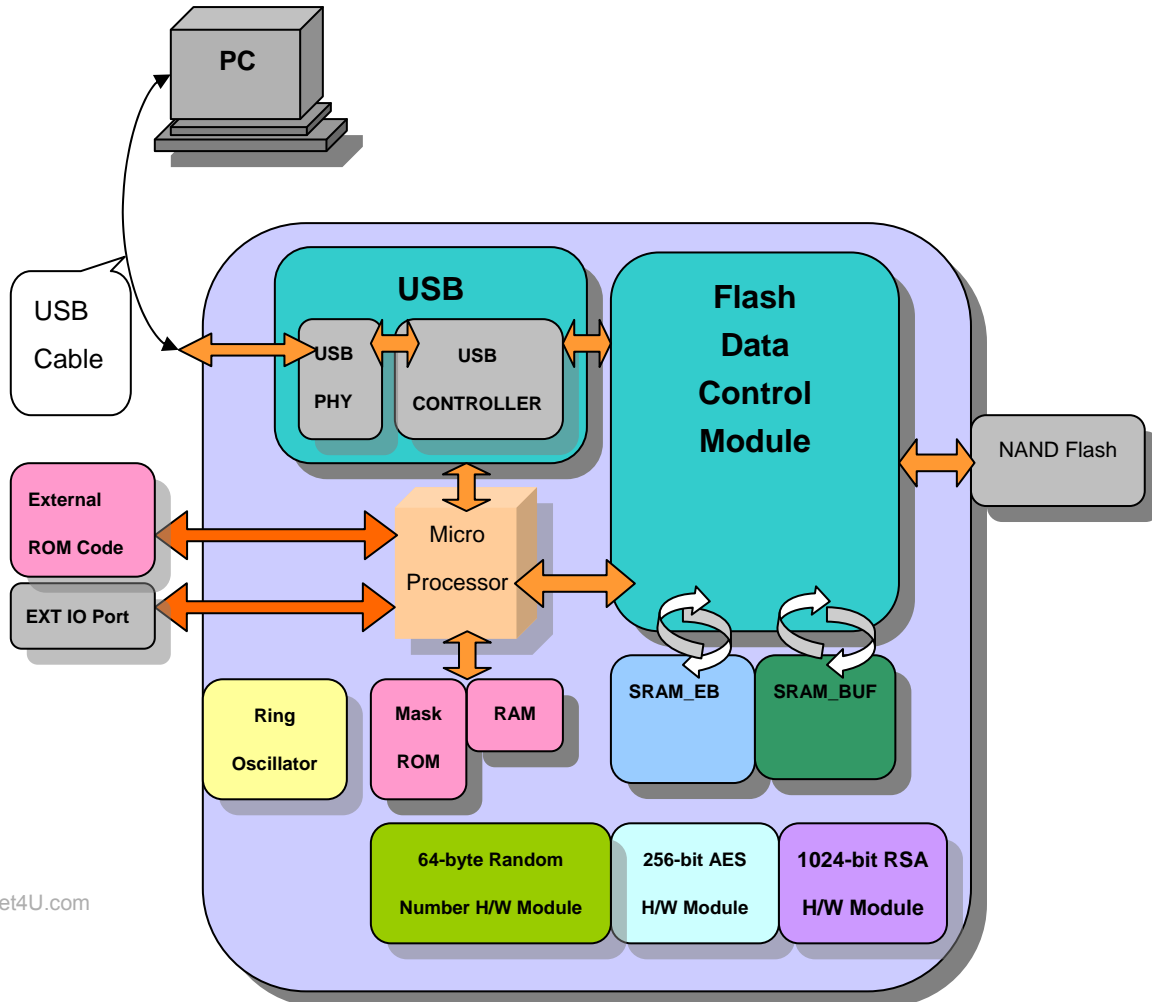 PC
USB
Cable
USB
USB
PHY
USB
CONTROLLER
Flash
Data
Control
Module
NAND Flash
External
ROM Code
EXT IO Port
Micro
Processor
Ring
Oscillator
Mask
ROM
RAM
SRAM_EB
SRAM_BUF
64-byte Random
Number H/W Module
256-bit AES
H/W Module
1024-bit RSA
H/W Module
et4U.com